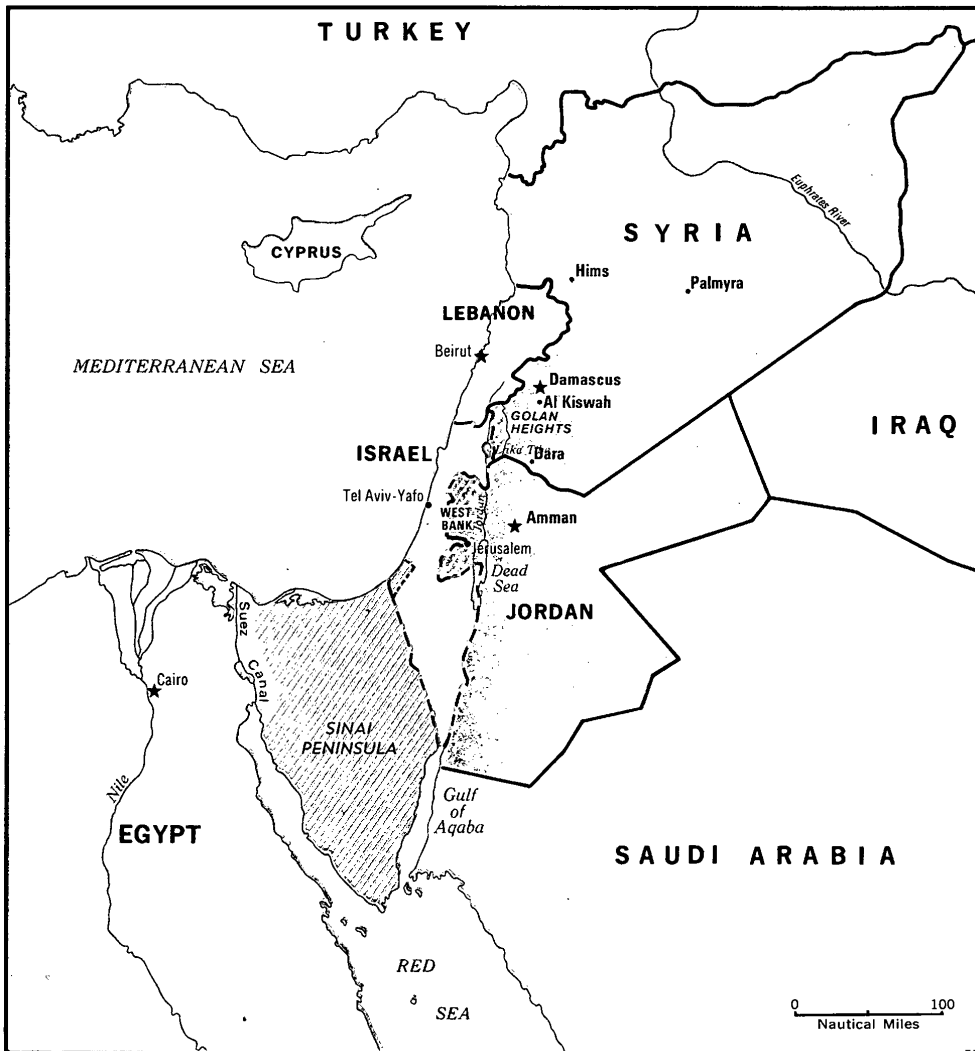 TURKEY
Euphrates River
SYRIA
CYPRUS
Hims
Palmyra
LEBANON
Beirut
MEDITERRANEAN SEA
Damascus
Al Kiswah
GOLAN
HEIGHTS
IRAQ
ISRAEL
Lake
Dara
Tel Aviv-Yafo
WEST
BANK
Jordan
Amman
Jerusalem
Dead
Sea
JORDAN
Suez
Canal
Cairo
SINAI
PENINSULA
Nile
Gulf
of
Aqaba
EGYPT
SAUDI ARABIA
RED
SEA
0 100
Nautical Miles